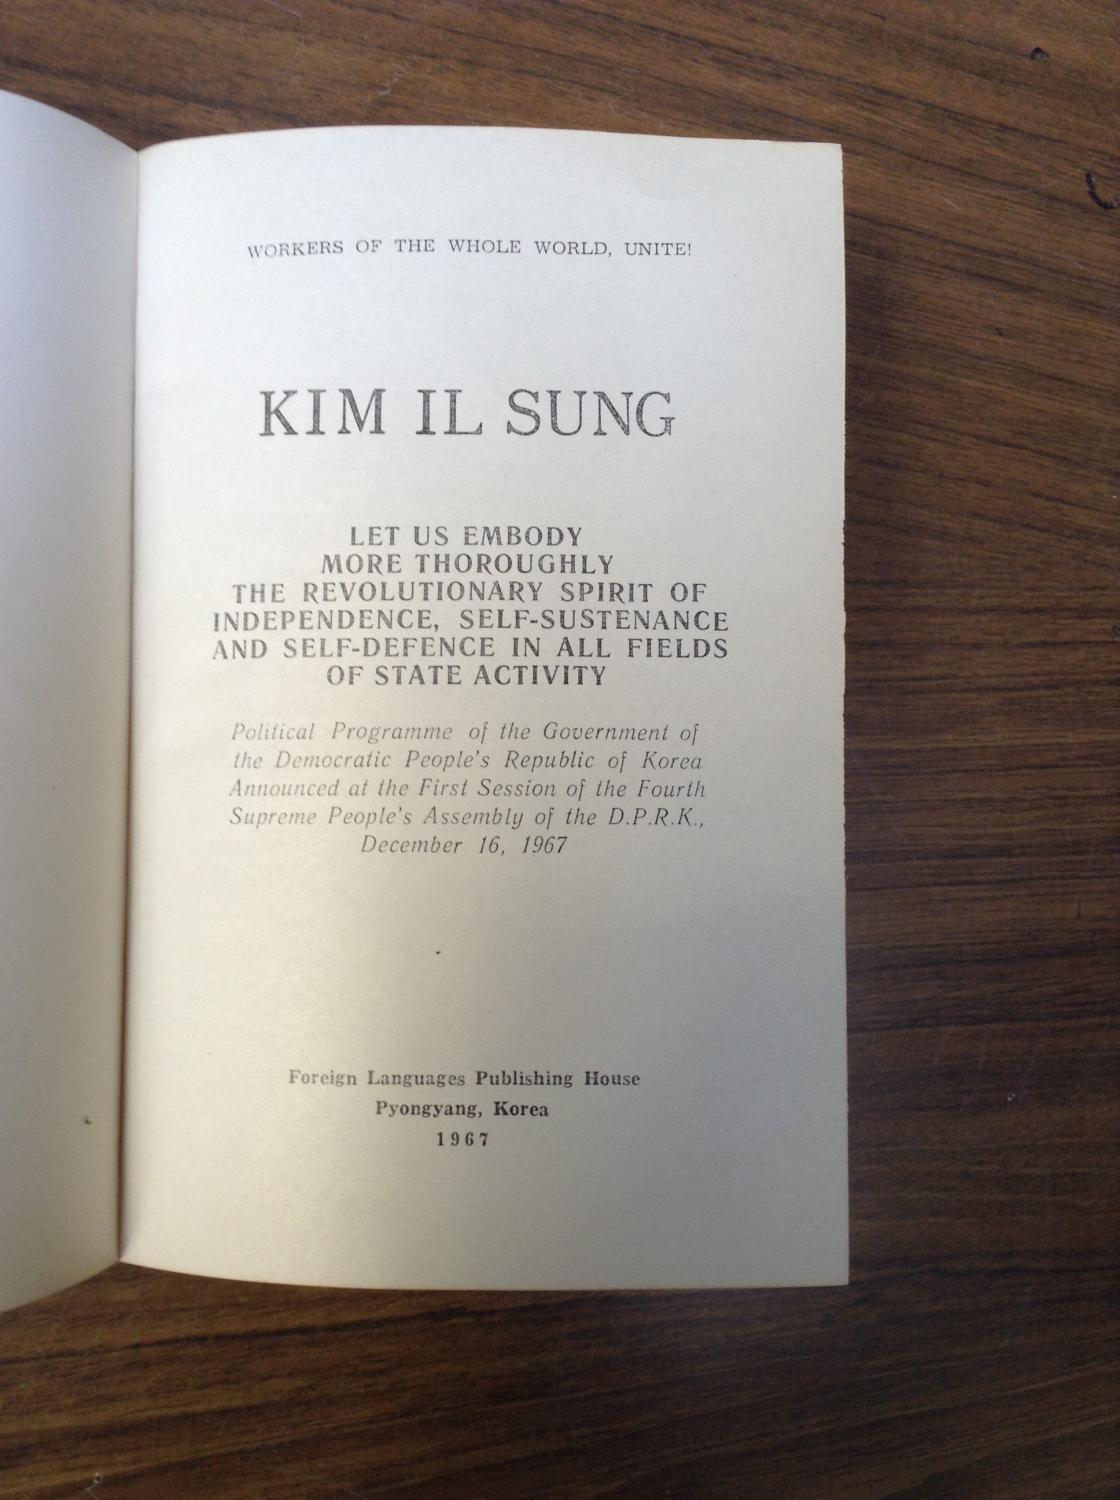 WORKERS OF THE WHOLE WORLD, UNITE!
KIM IL SUNG
LET US EMBODY
MORE THOROUGHLY
THE REVOLUTIONARY SPIRIT OF
INDEPENDENCE, SELF-SUSTENANCE
AND SELF-DEFENCE IN ALL FIELDS
OF STATE ACTIVITY
Political Programme of the Government of
the Democratic People's Republic of Korea
Announced at the First Session of the Fourth
Supreme People's Assembly of the D.P.R.K.,
December 16, 1967
Foreign Languages Publishing House
Pyongyang, Korea
1967